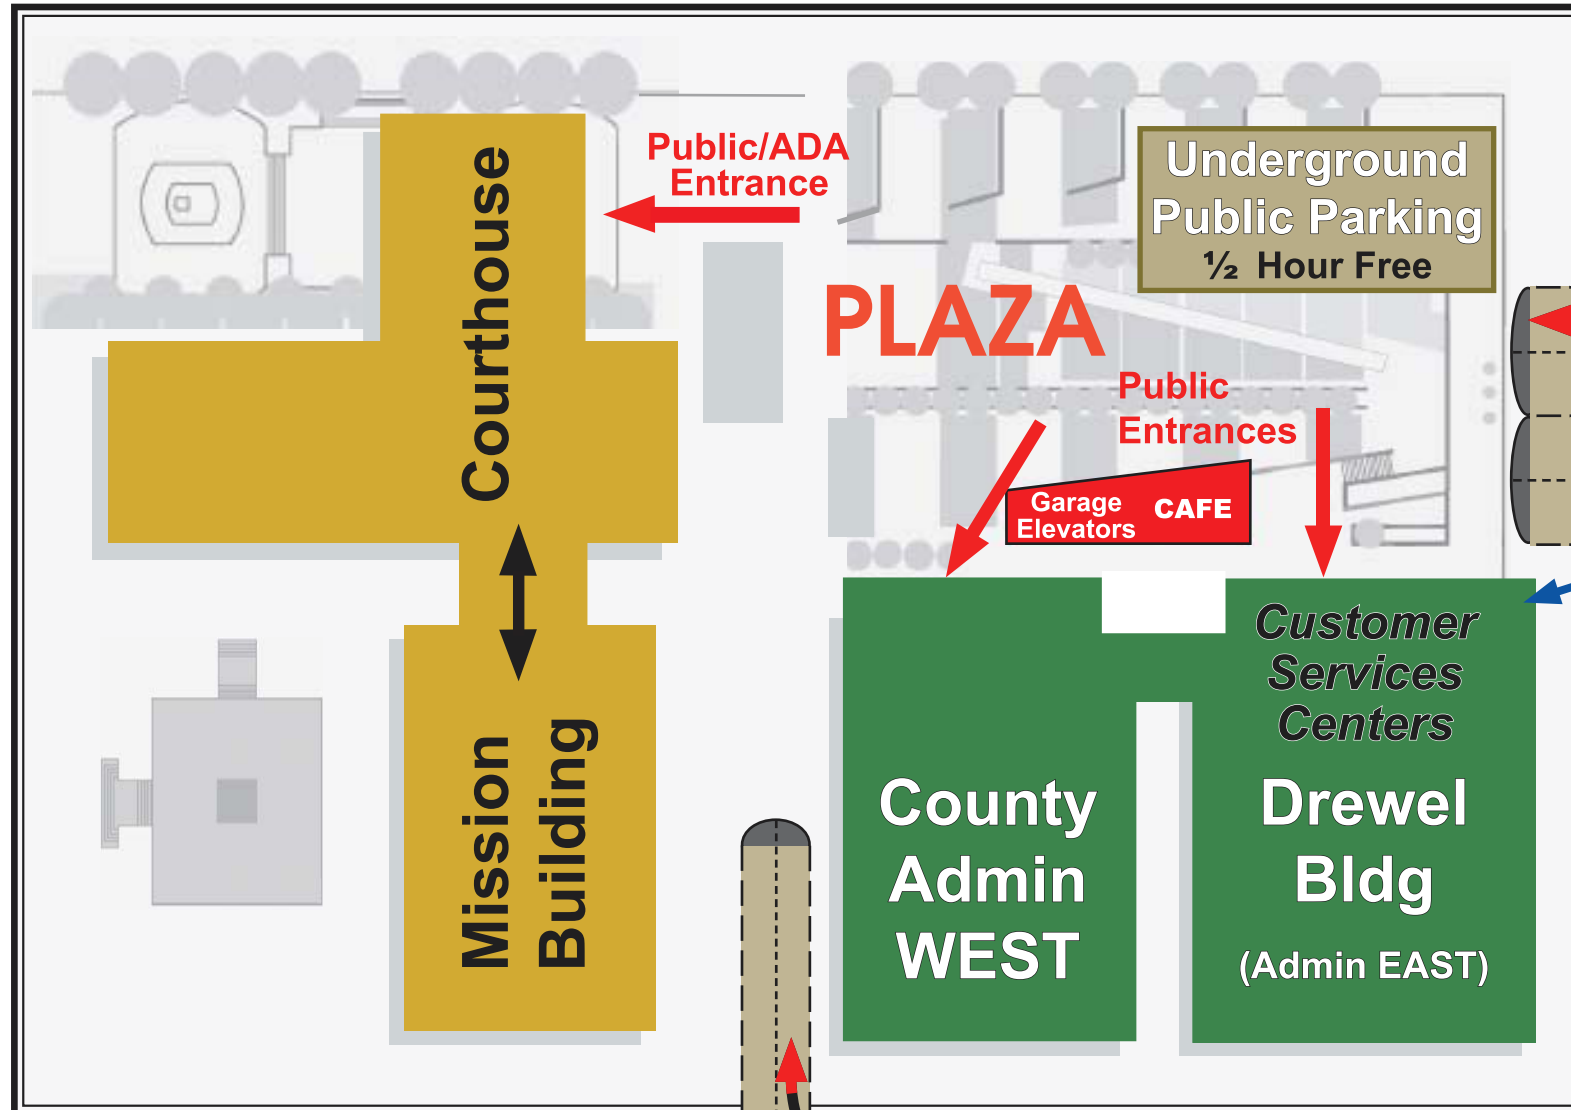 Courthouse
Mission
Building
Public/ADA
Entrance
Underground
Public Parking
½ Hour Free
PLAZA
Public
Entrances
Garage
Elevators
CAFE
Customer
Services
Centers
County
Admin
WEST
Drewel
Bldg
(Admin EAST)